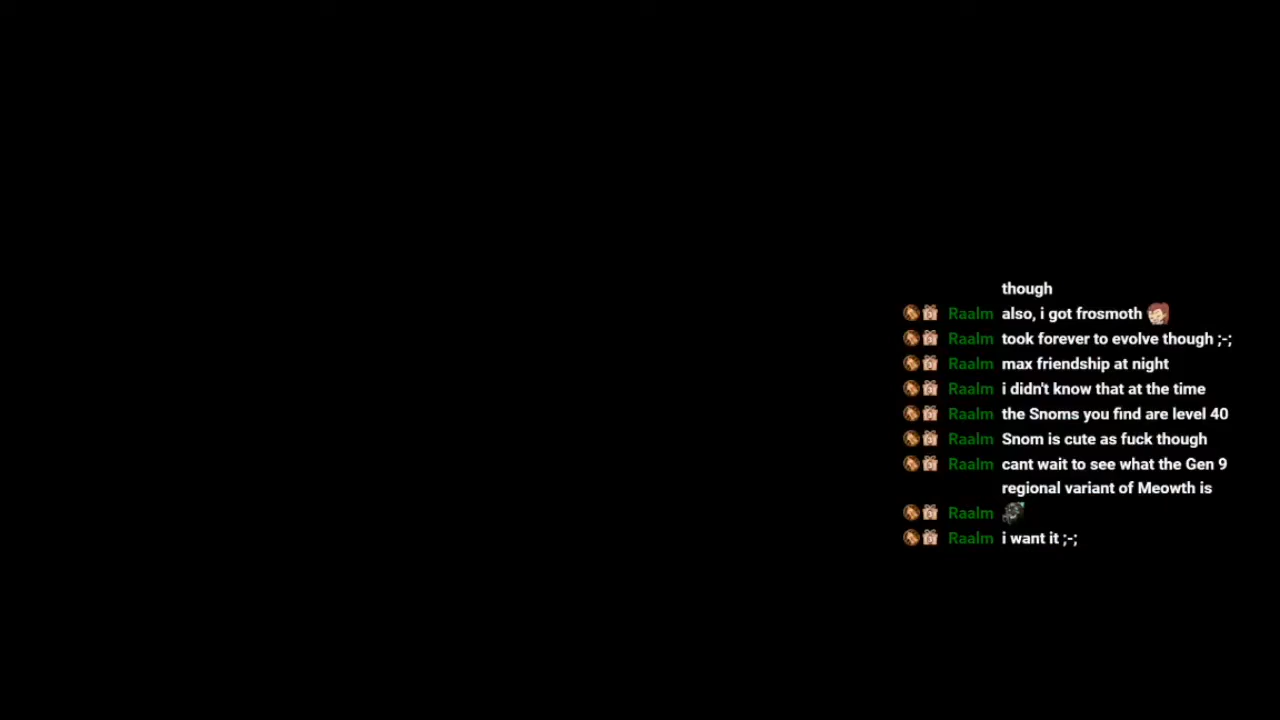 though
Raalm also, i got frosmoth
Raalm took forever to evolve though ;-;
Raalm max friendship at night
Raalm i didn't know that at the time
Raalm the Snoms you find are level 40
Raalm Snom is cute as fuck though
Raalm cant wait to see what the Gen 9
regional variant of Meowth is
Raalm
Raalm i want it ;-;